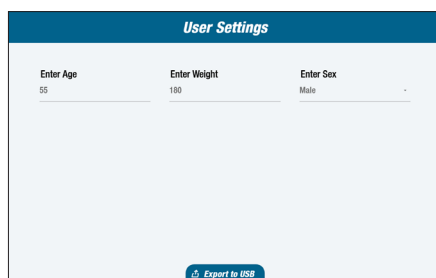 User Settings
Enter Age Enter Weight Enter Sex
55 180 Male
Export to USB